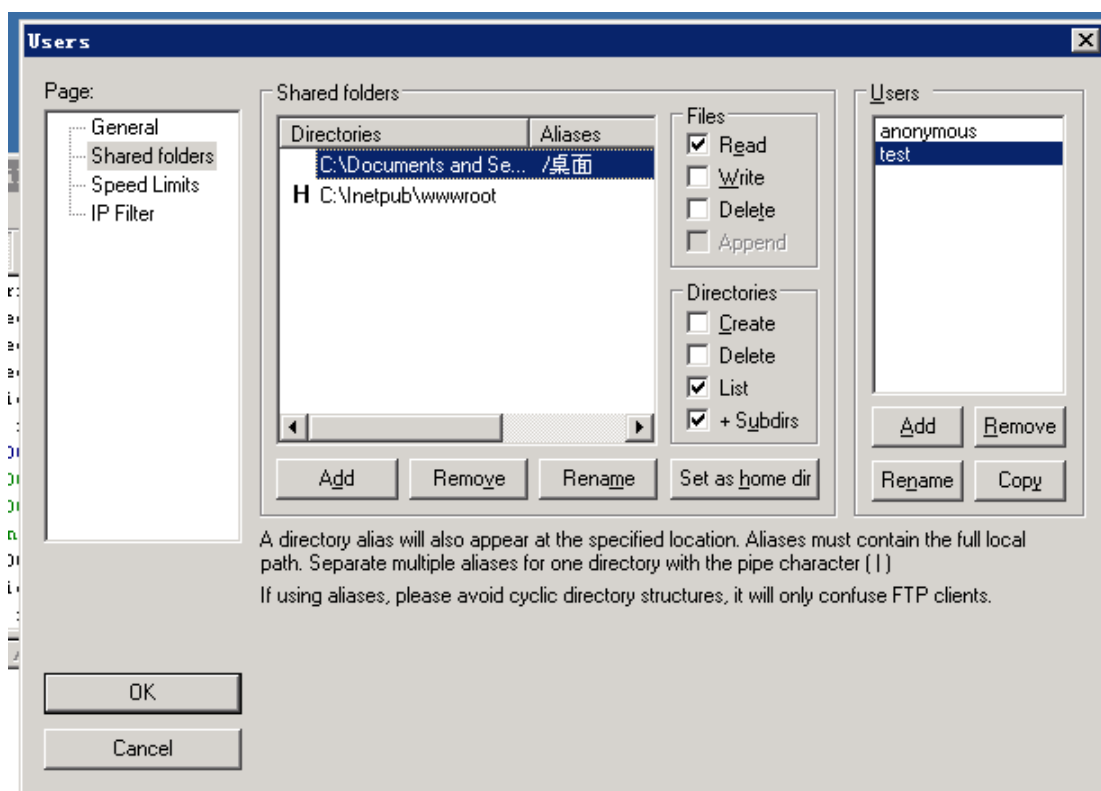 Users
Page:
General
Shared folders
Speed Limits
IP Filter
Shared folders
Directories Aliases
C:\Documents and Se... /桌面
H C:\Inetpub\wwwroot
Add Remove Rename Set as home dir
Files
Read
Write
Delete
Append
Directories
Create
Delete
List
+ Subdirs
Users
anonymous
test
Add Remove
Rename Copy
A directory alias will also appear at the specified location. Aliases must contain the full local
path. Separate multiple aliases for one directory with the pipe character ( | )
If using aliases, please avoid cyclic directory structures, it will only confuse FTP clients.
OK
Cancel